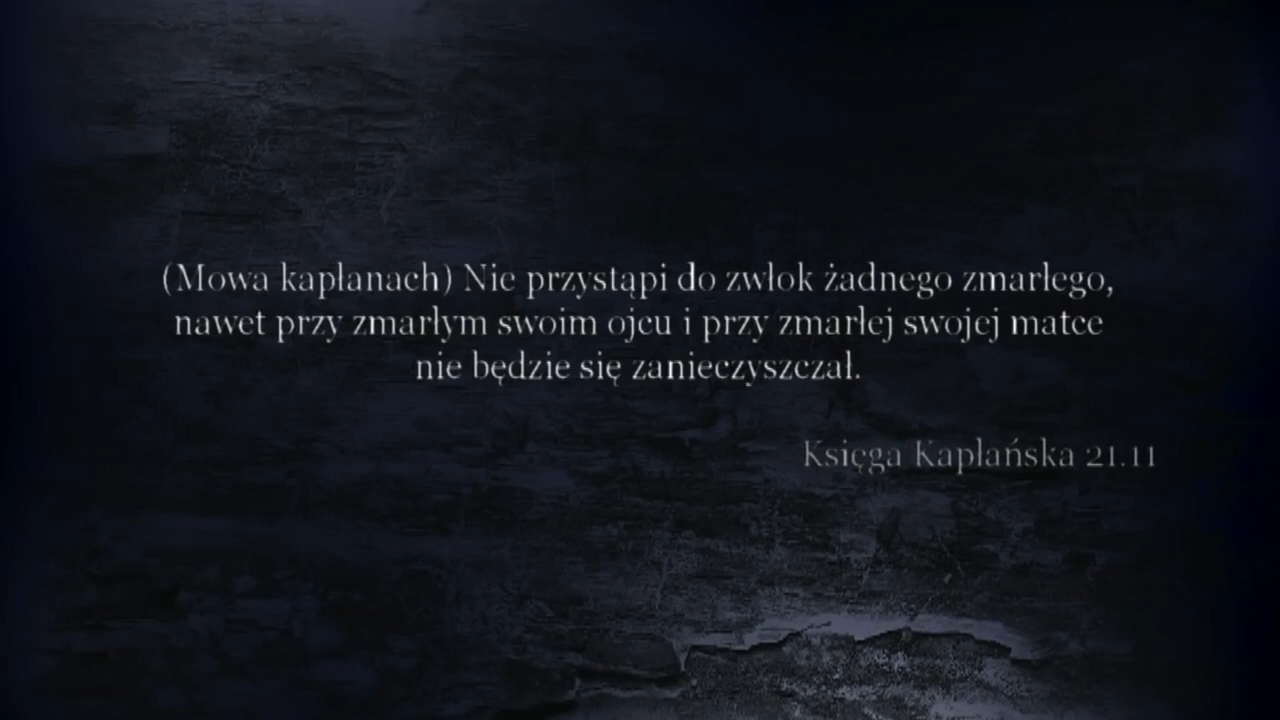 (Mowa kapłanach) Nie przystąpi do zwłok żadnego zmarłego,
nawet przy zmarłym swoim ojcu i przy zmarłej swojej matce
nie będzie się zanieczyszczał.
Księga Kapłańska 21.11